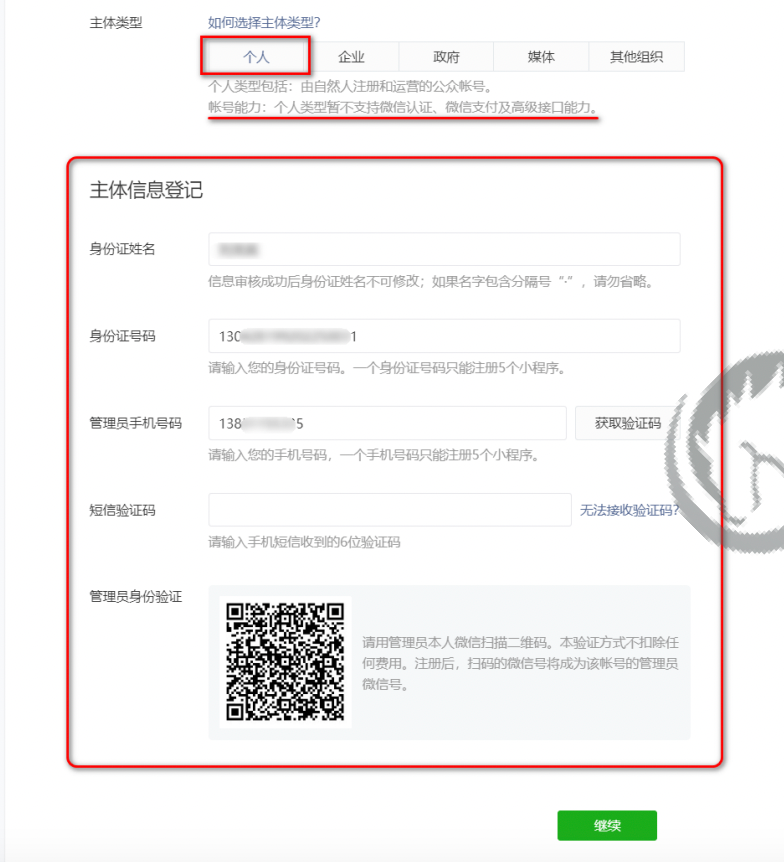 主体类型
如何选择主体类型?
个人 企业 政府 媒体 其他组织
个人类型包括：由自然人注册和运营的公众帐号。
帐号能力：个人类型暂不支持微信认证、微信支付及高级接口能力。
主体信息登记
身份证姓名
信息审核成功后身份证姓名不可修改；如果名字包含分隔号“·”，请勿省略。
身份证号码
130 1
请输入您的身份证号码。一个身份证号码只能注册5个小程序。
管理员手机号码
138 5
获取验证码
请输入您的手机号码，一个手机号码只能注册5个小程序。
短信验证码
无法接收验证码?
请输入手机短信收到的6位验证码
管理员身份验证
请用管理员本人微信扫描二维码。本验证方式不扣除任
何费用。注册后，扫码的微信号将成为该帐号的管理员
微信号。
继续